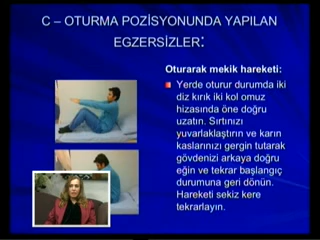 C – OTURMA POZİSYONUNDA YAPILAN
EGZERSİZLER:
Oturarak mekik hareketi:
Yerde oturur durumda iki
diz kırık iki kol omuz
hizasında öne doğru
uzatın. Sırtınızı
yuvarlaklaştırın ve karın
kaslarınızı gergin tutarak
gövdenizi arkaya doğru
eğin ve tekrar başlangıç
durumuna geri dönün.
Hareketi sekiz kere
tekrarlayın.